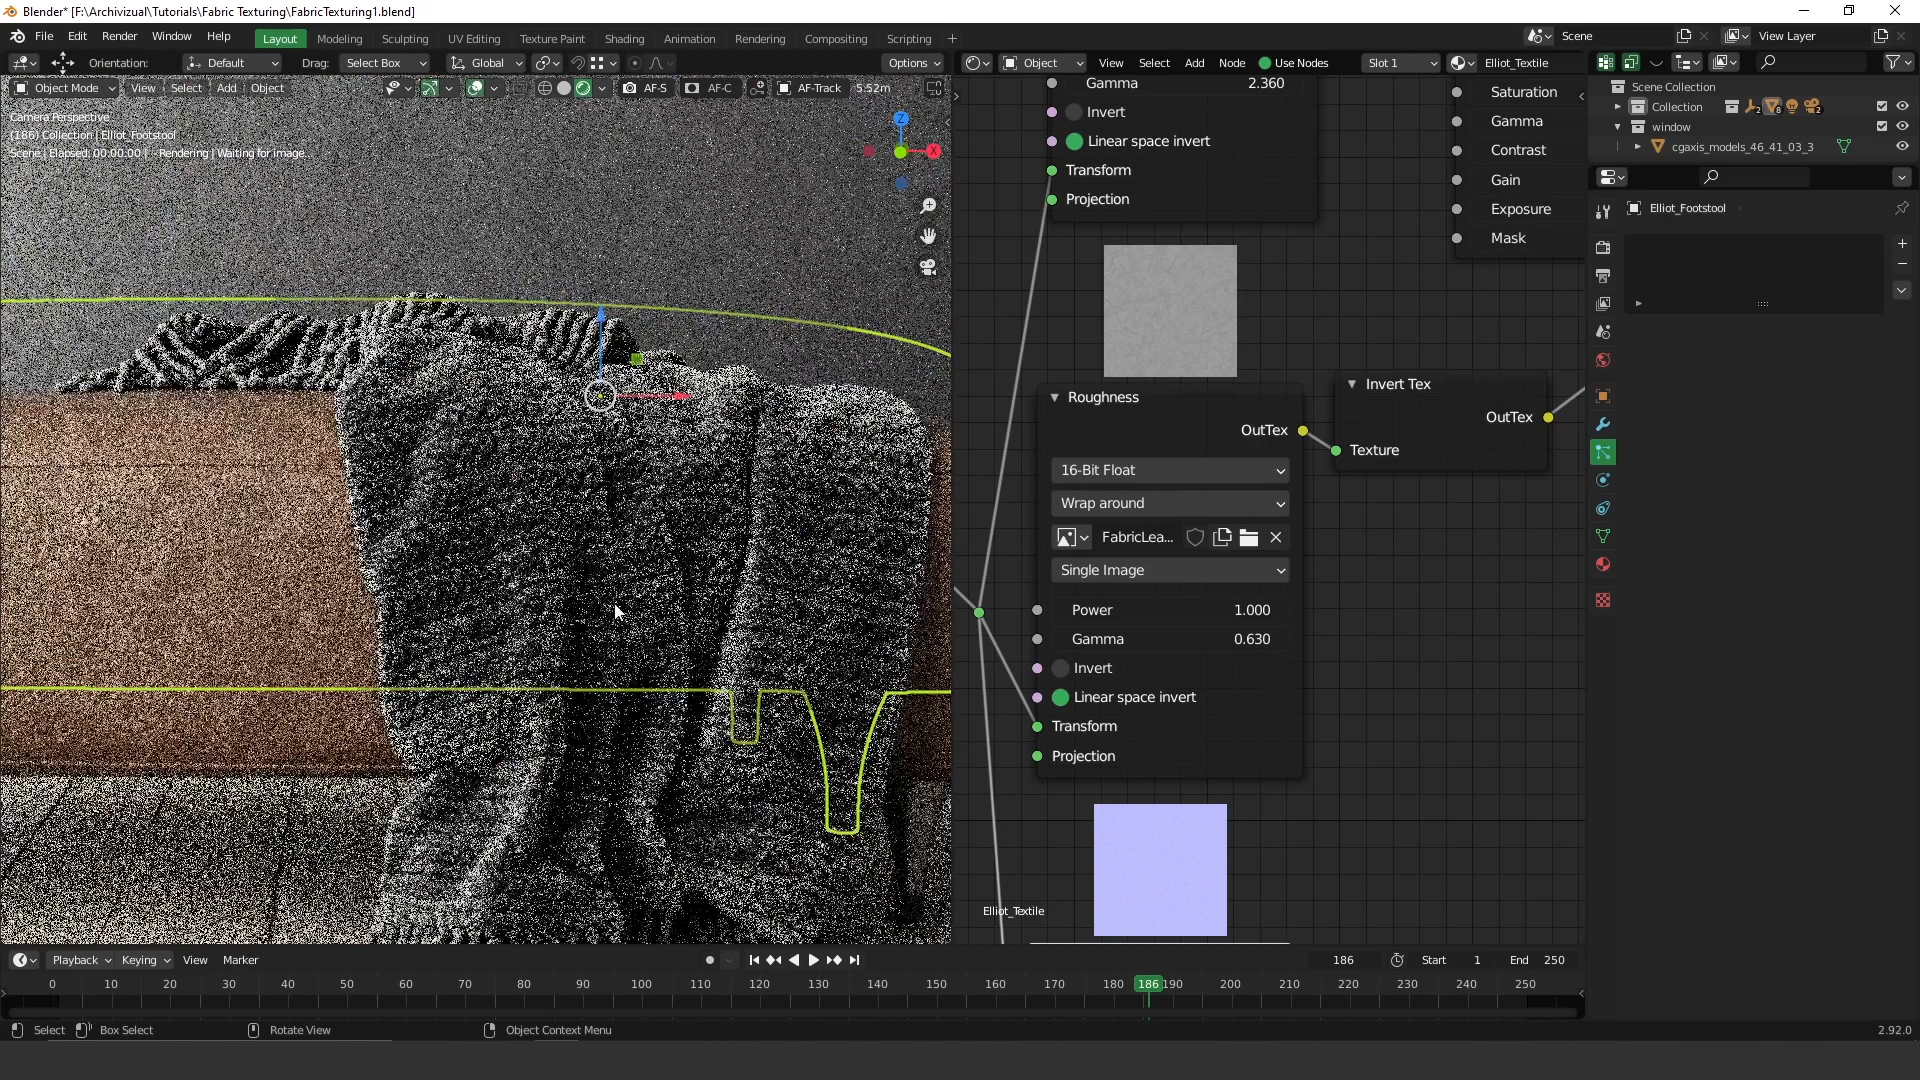 Blender* [F:\Archivizual\Tutorials\Fabric Texturing\FabricTexturing1.blend]
File Edit Render Window Help Layout Modeling Sculpting UV Editing Texture Paint Shading Animation Rendering Compositing Scripting + Scene View Layer
Orientation: Default Drag: Select Box Global Options Object View Select Add Node Use Nodes Slot 1 Elliot_Textile
Object Mode View Select Add Object AF-S AF-C AF-Track 5.52m
Camera Perspective
(186) Collection | Elliot_Footstool
Scene | Elapsed: 00:00:00 | - Rendering | Waiting for image...
Z
X
Gamma 2.360
Invert
Linear space invert
Transform
Projection
Saturation
Gamma
Contrast
Gain
Exposure
Mask
Roughness
OutTex
16-Bit Float
Wrap around
FabricLea...
Single Image
Power 1.000
Gamma 0.630
Invert
Linear space invert
Transform
Projection
Invert Tex
OutTex
Texture
Elliot_Textile
Scene Collection
Collection 2 8 2
window
cgaxis_models_46_41_03_3
Elliot_Footstool
Playback Keying View Marker 186 Start 1 End 250
0 10 20 30 40 50 60 70 80 90 100 110 120 130 140 150 160 170 180 186 190 200 210 220 230 240 250
Select Box Select Rotate View Object Context Menu 2.92.0